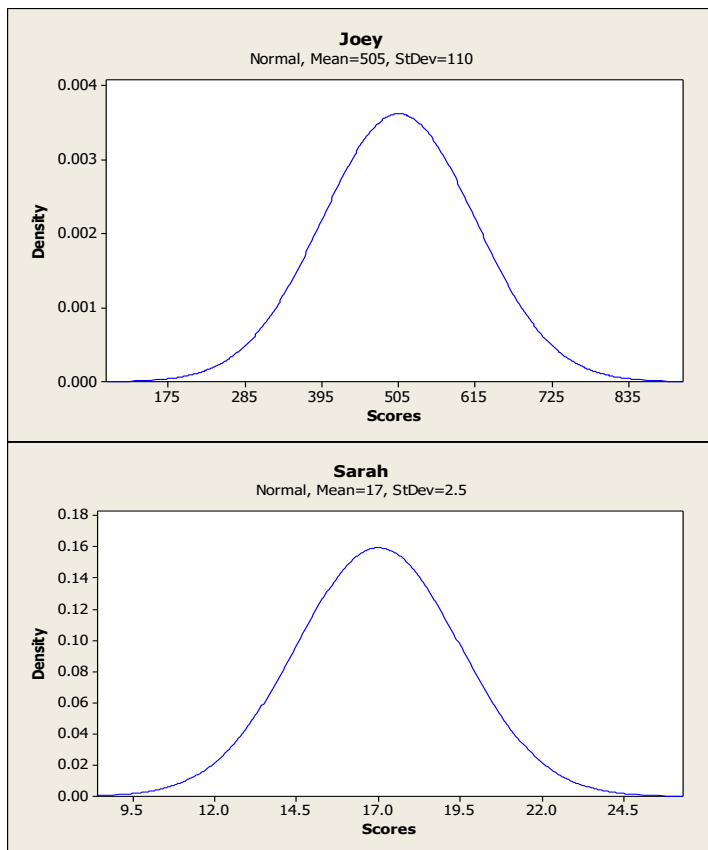 Joey
Normal, Mean=505, StDev=110
0.004
0.003
0.002
0.001
0.000
Density
175 285 395 505 615 725 835
Scores
Sarah
Normal, Mean=17, StDev=2.5
0.18
0.16
0.14
0.12
0.10
0.08
0.06
0.04
0.02
0.00
Density
9.5 12.0 14.5 17.0 19.5 22.0 24.5
Scores